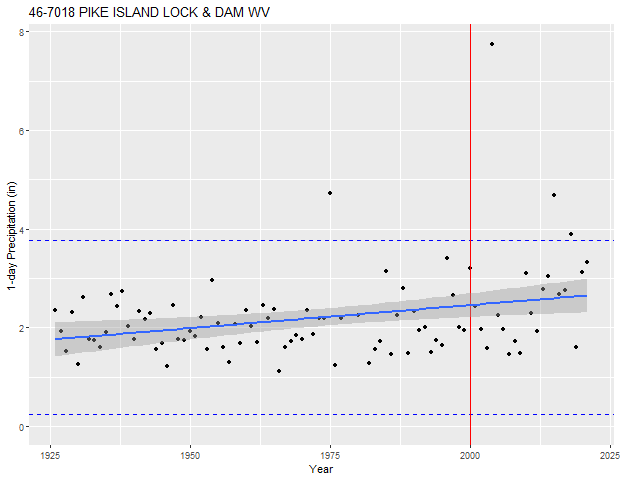 46-7018 PIKE ISLAND LOCK & DAM WV
8
6
4
2
0
1-day Precipitation (in)
1925 1950 1975 2000 2025
Year